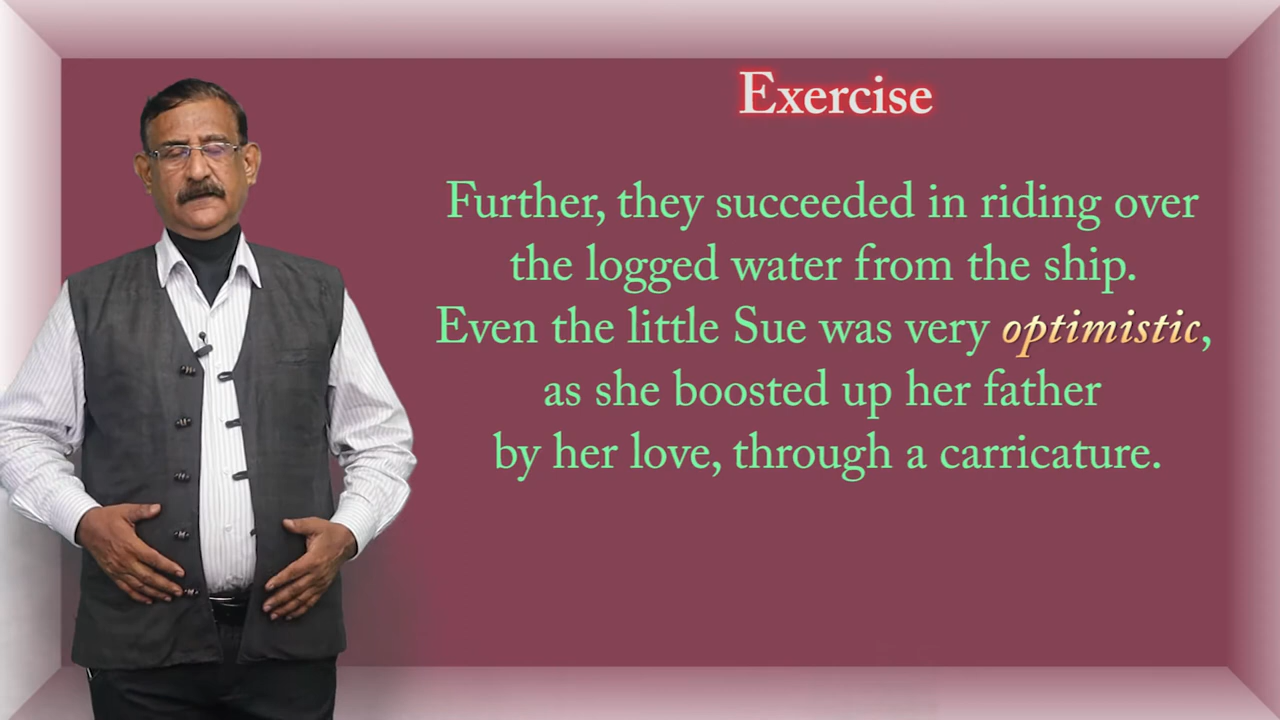 Exercise
Further, they succeeded in riding over
the logged water from the ship.
Even the little Sue was very optimistic,
as she boosted up her father
by her love, through a carricature.